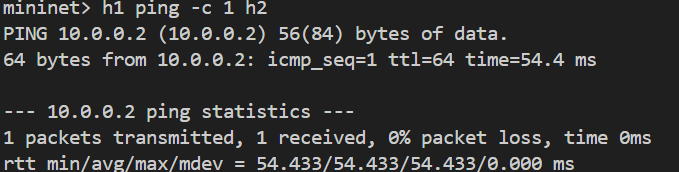 mininet> h1 ping -c 1 h2
PING 10.0.0.2 (10.0.0.2) 56(84) bytes of data.
64 bytes from 10.0.0.2: icmp_seq=1 ttl=64 time=54.4 ms
--- 10.0.0.2 ping statistics ---
1 packets transmitted, 1 received, 0% packet loss, time 0ms
rtt min/avg/max/mdev = 54.433/54.433/54.433/0.000 ms